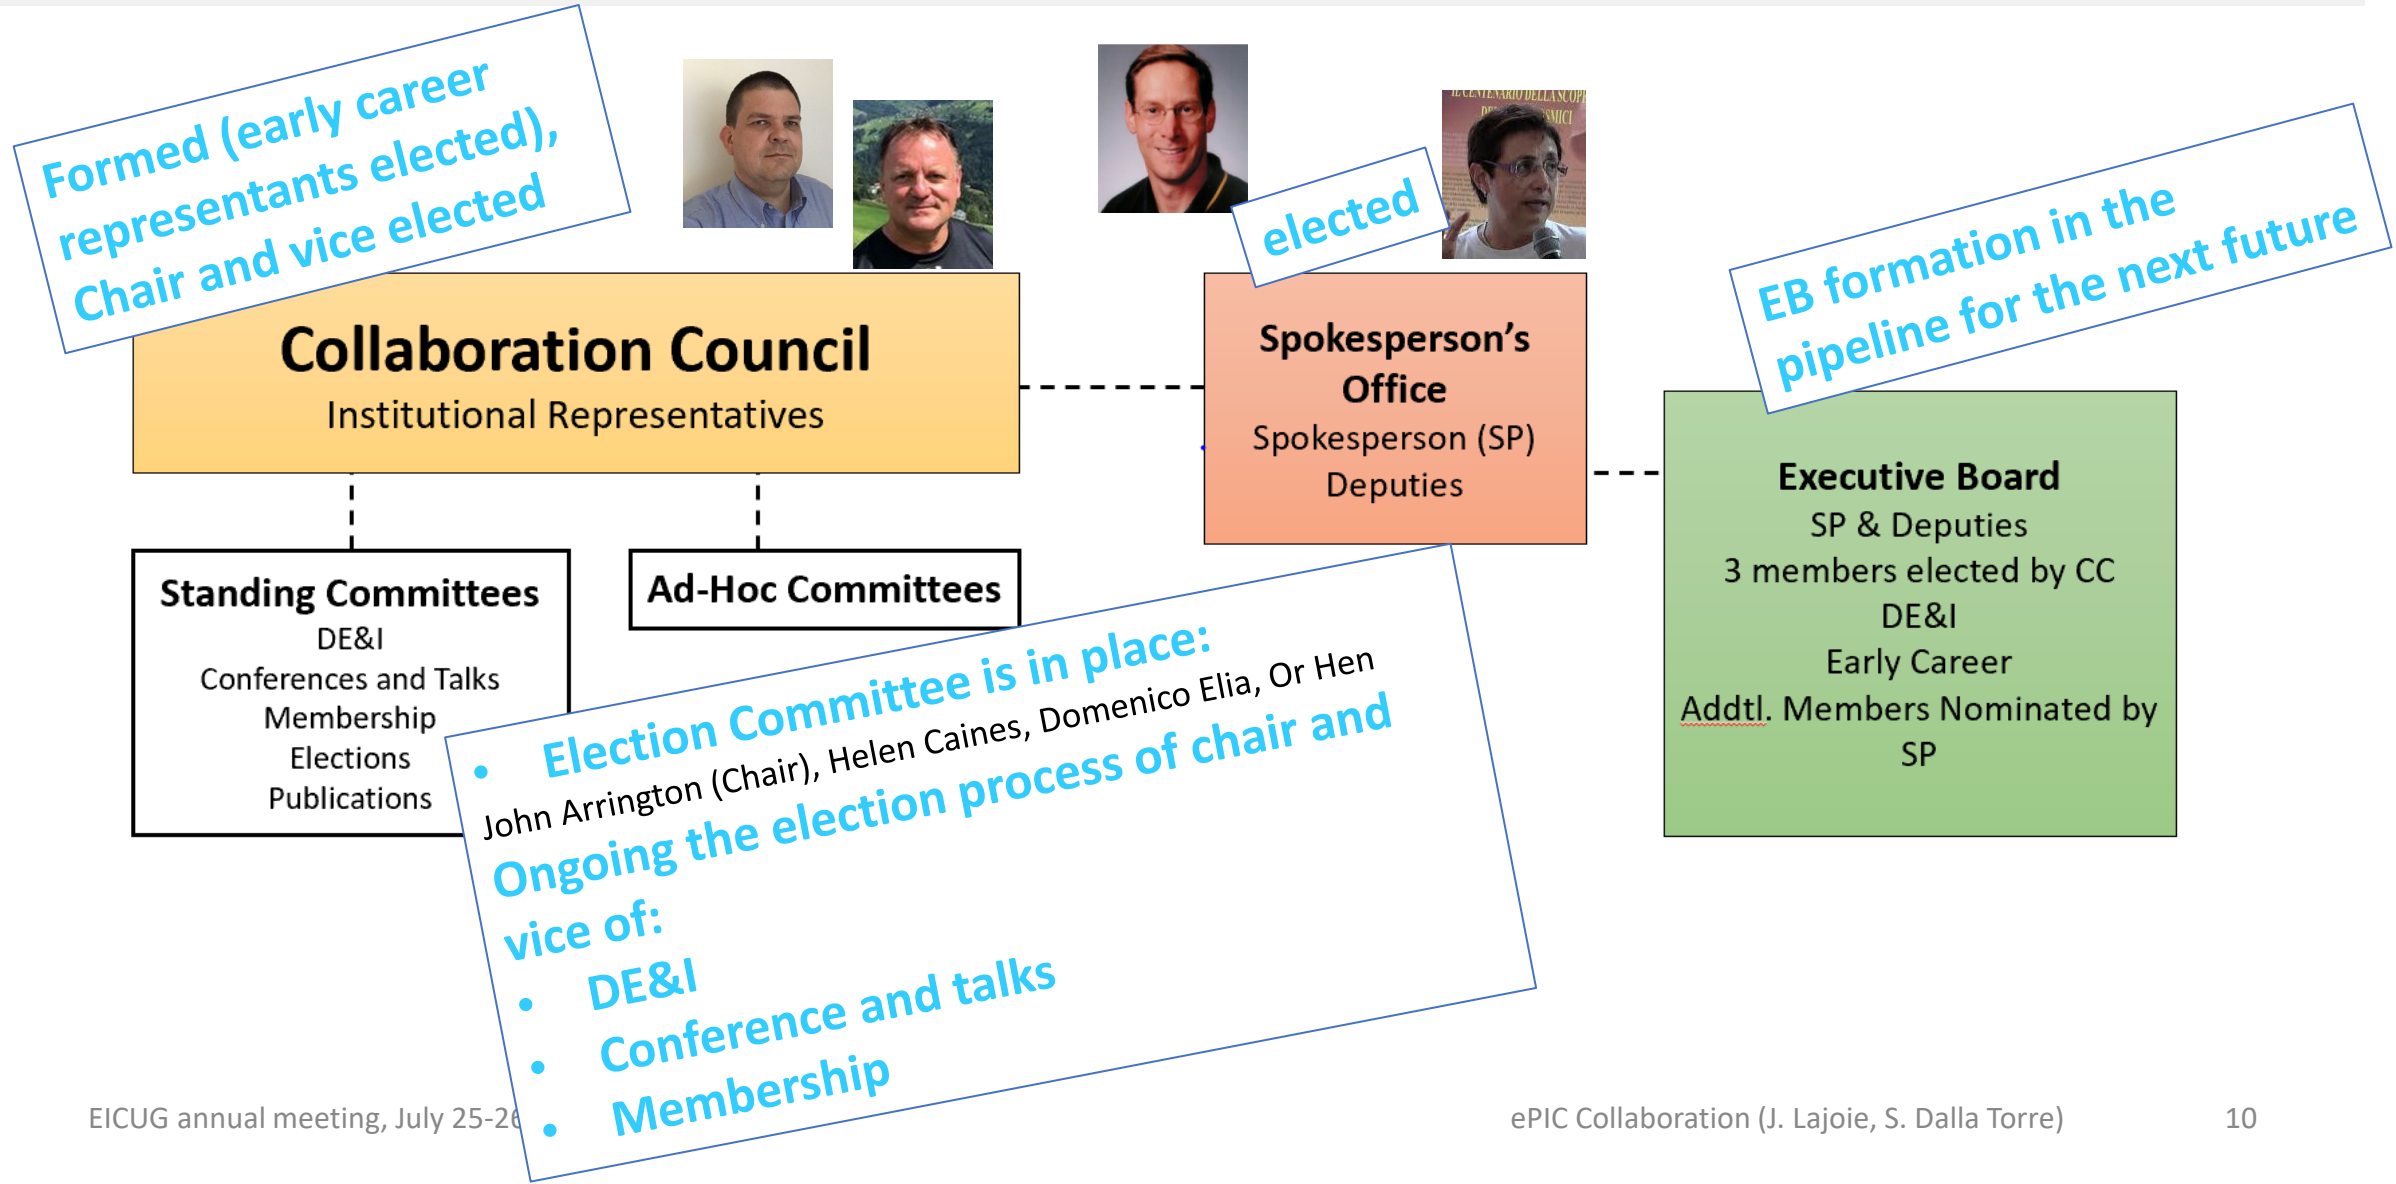 Formed (early career
representants elected),
Chair and vice elected
IL CENTENARIO DELLA SCOPE
elected
EB formation in the
pipeline for the next future
Collaboration Council
Institutional Representatives
Spokesperson’s
Office
Spokesperson (SP)
Deputies
Executive Board
SP & Deputies
3 members elected by CC
DE&I
Early Career
Addtl. Members Nominated by
SP
Standing Committees
DE&I
Conferences and Talks
Membership
Elections
Publications
Ad-Hoc Committees
• Election Committee is in place:
John Arrington (Chair), Helen Caines, Domenico Elia, Or Hen
Ongoing the election process of chair and
vice of:
• DE&I
• Conference and talks
• Membership
EICUG annual meeting, July 25-26
ePIC Collaboration (J. Lajoie, S. Dalla Torre)
10